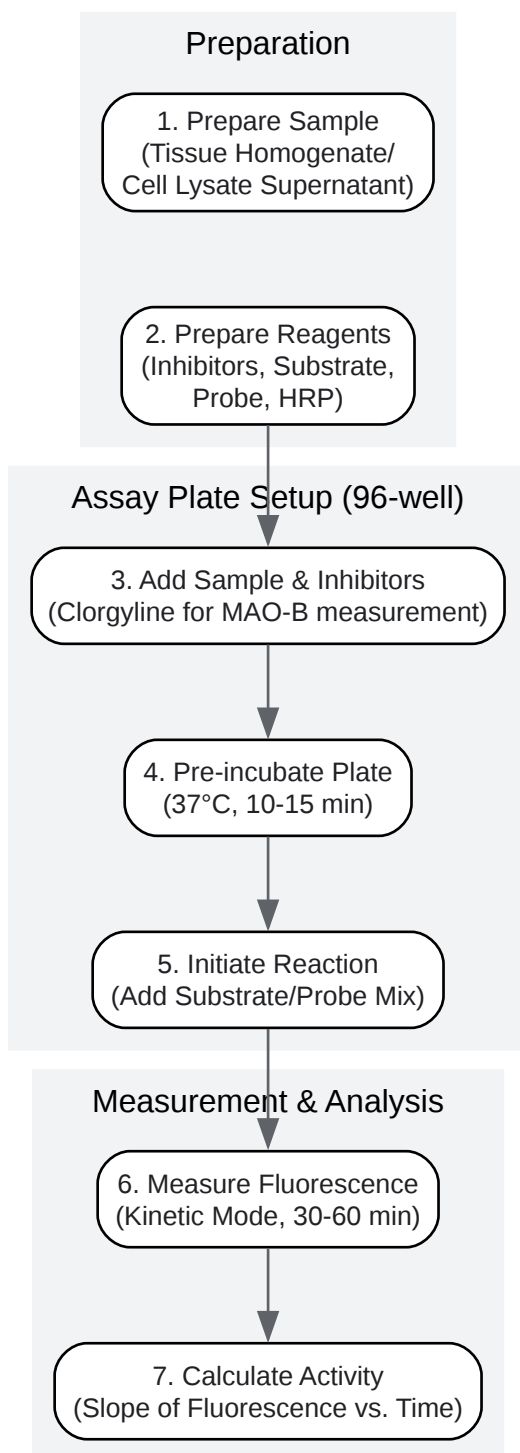 Preparation
1. Prepare Sample
(Tissue Homogenate/
Cell Lysate Supernatant)
2. Prepare Reagents
(Inhibitors, Substrate,
Probe, HRP)
Assay Plate Setup (96-well)
3. Add Sample & Inhibitors
(Clorgyline for MAO-B measurement)
4. Pre-incubate Plate
(37°C, 10-15 min)
5. Initiate Reaction
(Add Substrate/Probe Mix)
Measurement & Analysis
6. Measure Fluorescence
(Kinetic Mode, 30-60 min)
7. Calculate Activity
(Slope of Fluorescence vs. Time)